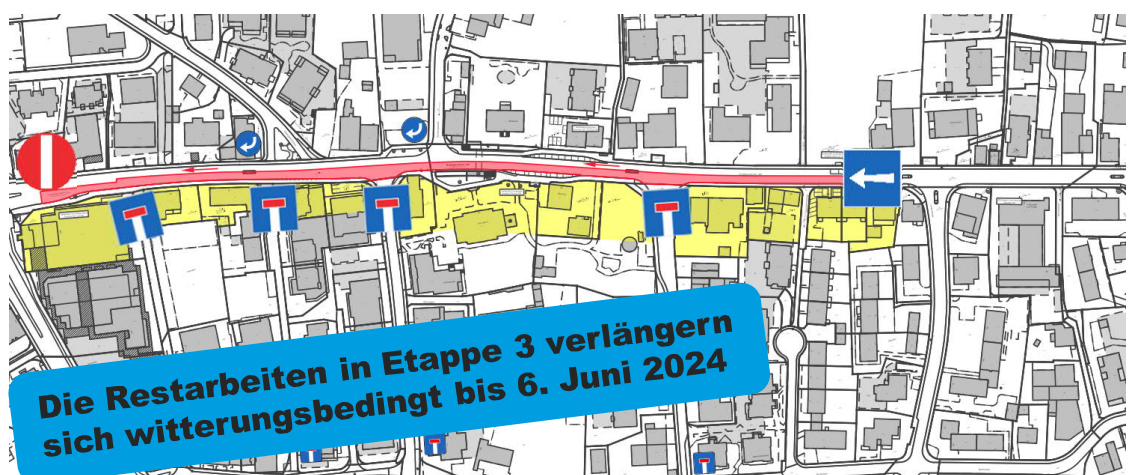 Die Restarbeiten in Etappe 3 verlängern
sich witterungsbedingt bis 6. Juni 2024